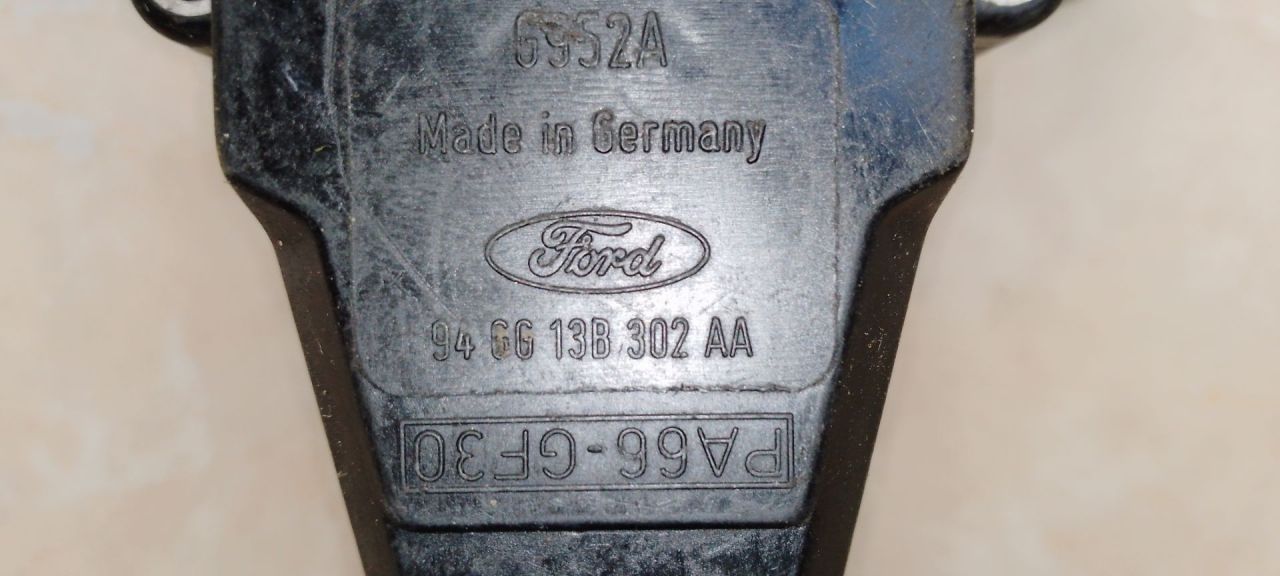 6952A
Made in Germany
Ford
94 GG 13B 302 AA
PA66-GF30